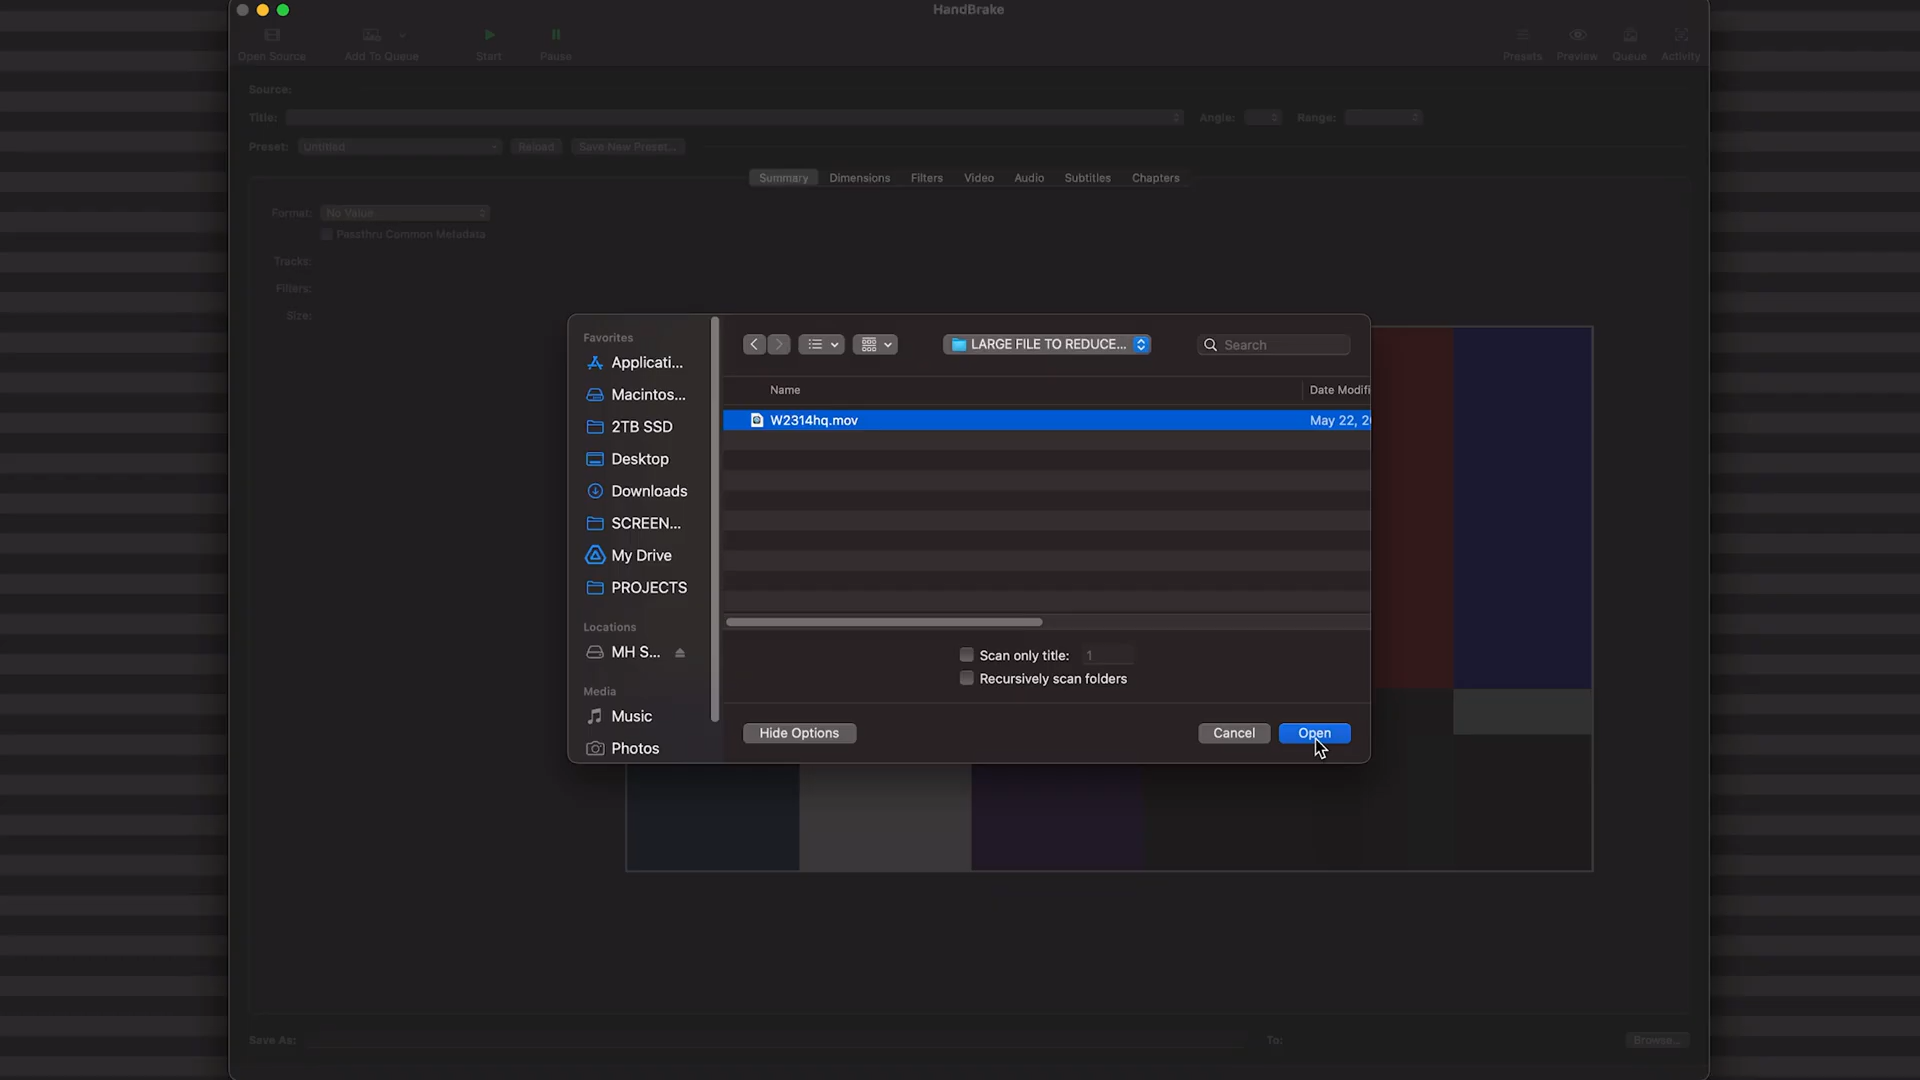 HandBrake
Open Source
Add To Queue
Start
Pause
Presets
Preview
Queue
Activity
Source:
Title:
Angle:
Range:
Preset:
Untitled
Reload
Save New Preset...
Summary
Dimensions
Filters
Video
Audio
Subtitles
Chapters
Format:
No Value
Passthru Common Metadata
Tracks:
Filters:
Size:
Favorites
Applicati...
Macintos...
2TB SSD
Desktop
Downloads
SCREEN...
My Drive
PROJECTS
Locations
MH S...
Media
Music
Photos
LARGE FILE TO REDUCE...
Search
Name
Date Modifi
W2314hq.mov
May 22, 2
Scan only title:
1
Recursively scan folders
Hide Options
Cancel
Open
Save As:
To:
Browse...